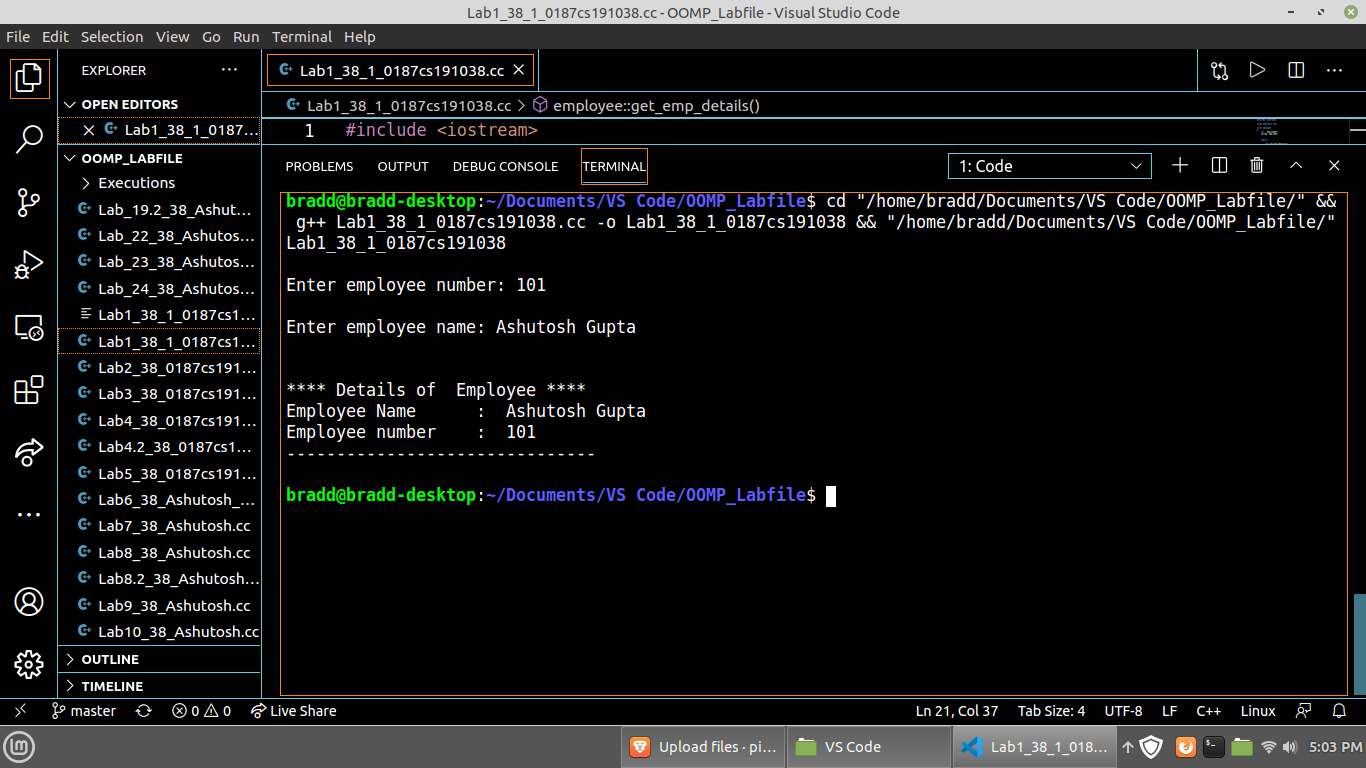 Lab1_38_1_0187cs191038.cc - OOMP_Labfile - Visual Studio Code
File Edit Selection View Go Run Terminal Help
EXPLORER ···
OPEN EDITORS
Lab1_38_1_0187...
OOMP_LABFILE
Executions
Lab_19.2_38_Ashut...
Lab_22_38_Ashutos...
Lab_23_38_Ashutos...
Lab_24_38_Ashutos...
Lab1_38_1_0187cs1...
Lab1_38_1_0187cs1...
Lab2_38_0187cs191...
Lab3_38_0187cs191...
Lab4_38_0187cs191...
Lab4.2_38_0187cs1...
Lab5_38_0187cs191...
Lab6_38_Ashutosh_...
Lab7_38_Ashutosh.cc
Lab8_38_Ashutosh.cc
Lab8.2_38_Ashutosh...
Lab9_38_Ashutosh.cc
Lab10_38_Ashutosh.cc
OUTLINE
TIMELINE
Lab1_38_1_0187cs191038.cc
Lab1_38_1_0187cs191038.cc > employee::get_emp_details()
1 #include <iostream>
PROBLEMS OUTPUT DEBUG CONSOLE TERMINAL 1: Code
bradd@bradd-desktop:~/Documents/VS Code/OOMP_Labfile$ cd "/home/bradd/Documents/VS Code/OOMP_Labfile/" &&
g++ Lab1_38_1_0187cs191038.cc -o Lab1_38_1_0187cs191038 && "/home/bradd/Documents/VS Code/OOMP_Labfile/"
Lab1_38_1_0187cs191038
Enter employee number: 101
Enter employee name: Ashutosh Gupta
**** Details of  Employee ****
Employee Name      :  Ashutosh Gupta
Employee number    :  101
-------------------------------
bradd@bradd-desktop:~/Documents/VS Code/OOMP_Labfile$
master 0 0 Live Share Ln 21, Col 37 Tab Size: 4 UTF-8 LF C++ Linux
Upload files · pi... VS Code Lab1_38_1_018... 5:03 PM